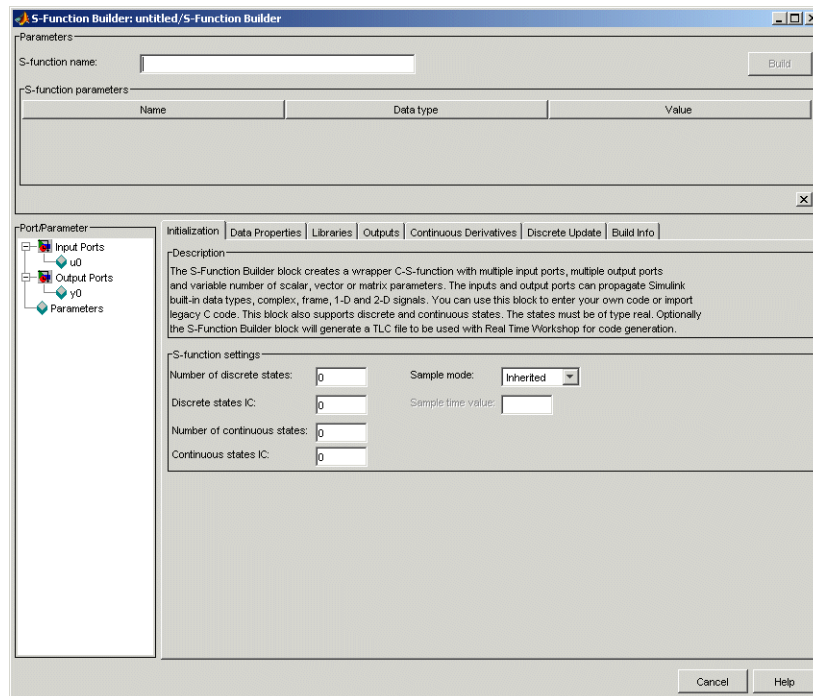 S-Function Builder: untitled/S-Function Builder
Parameters
S-function name:
Build
S-function parameters
Name Data type Value
Port/Parameter
Input Ports
u0
Output Ports
y0
Parameters
Initialization Data Properties Libraries Outputs Continuous Derivatives Discrete Update Build Info
Description
The S-Function Builder block creates a wrapper C-S-function with multiple input ports, multiple output ports
and variable number of scalar, vector or matrix parameters. The inputs and output ports can propagate Simulink
built-in data types, complex, frame, 1-D and 2-D signals. You can use this block to enter your own code or import
legacy C code. This block also supports discrete and continuous states. The states must be of type real. Optionally
the S-Function Builder block will generate a TLC file to be used with Real Time Workshop for code generation.
S-function settings
Number of discrete states: 0 Sample mode: Inherited
Discrete states IC: 0 Sample time value:
Number of continuous states: 0
Continuous states IC: 0
Cancel Help